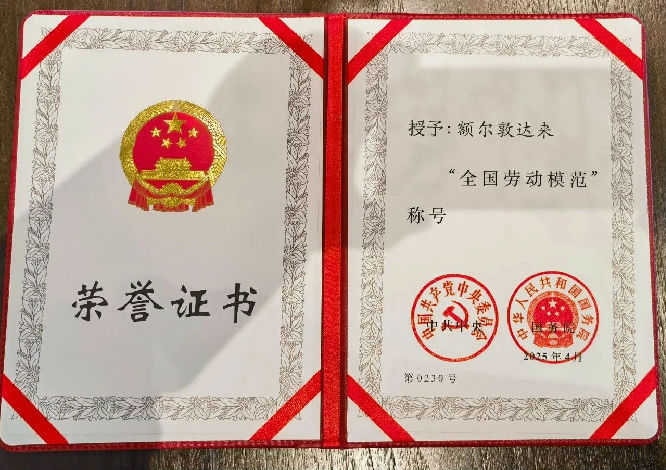 荣誉证书
授予：额尔敦达来
“全国劳动模范”
称号
中国共产党中央委员会
中共中央
中华人民共和国国务院
国务院
2025年4月
第0230号